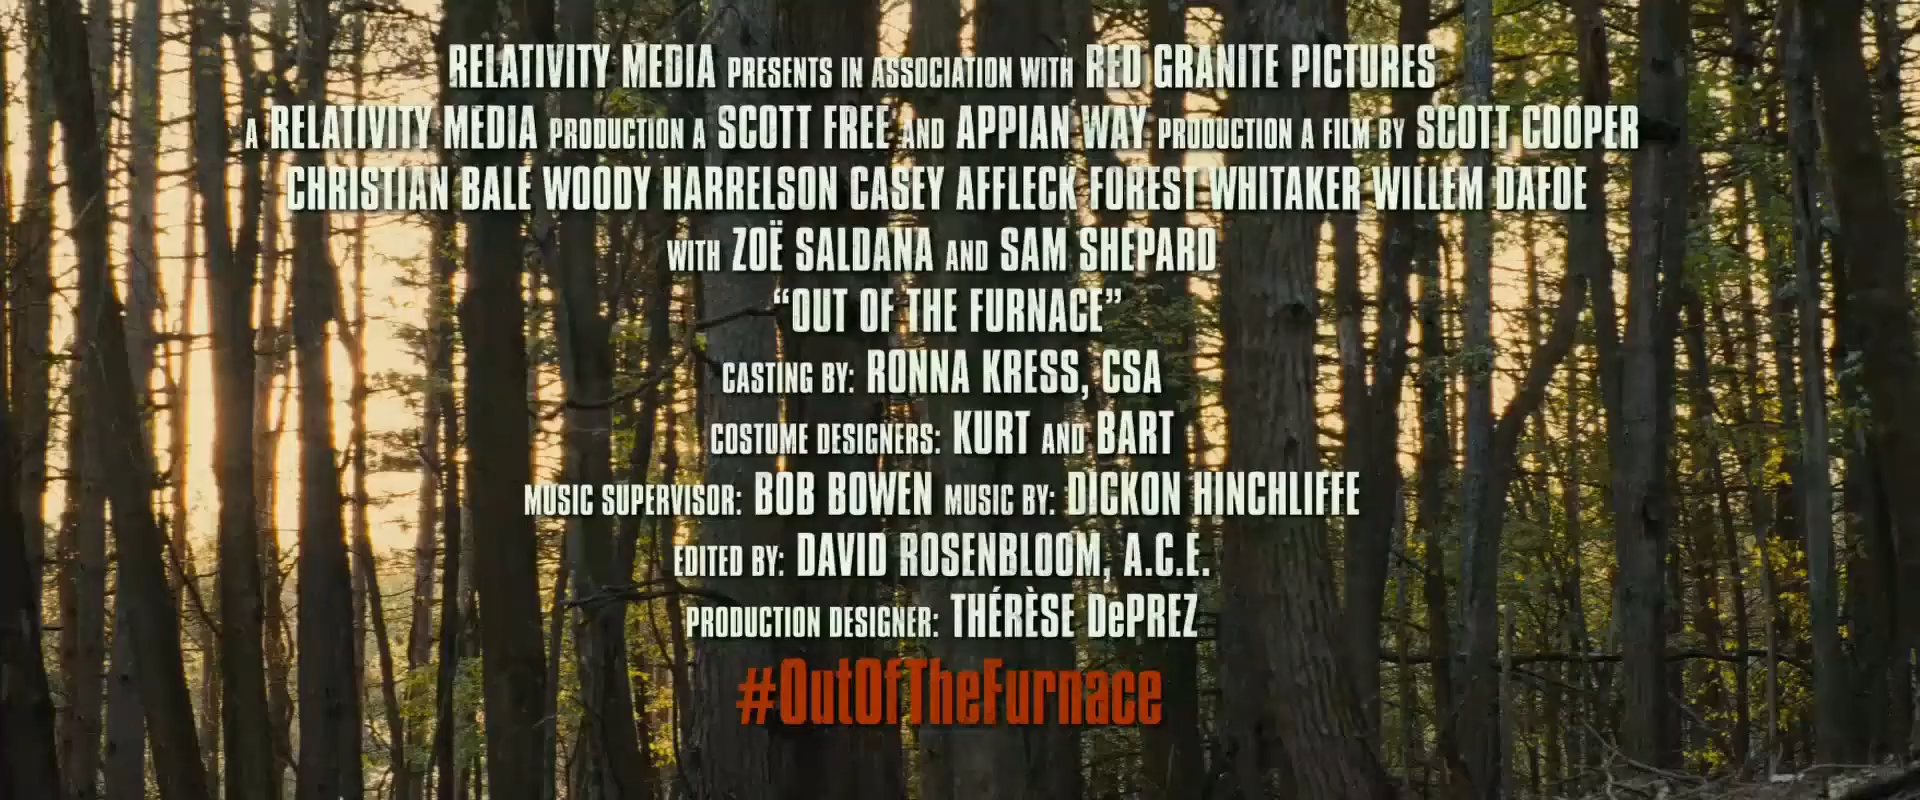 RELATIVITY MEDIA PRESENTS IN ASSOCIATION WITH RED GRANITE PICTURES
A RELATIVITY MEDIA PRODUCTION A SCOTT FREE AND APPIAN WAY PRODUCTION A FILM BY SCOTT COOPER
CHRISTIAN BALE WOODY HARRELSON CASEY AFFLECK FOREST WHITAKER WILLEM DAFOE
WITH ZOË SALDANA AND SAM SHEPARD
“OUT OF THE FURNACE”
CASTING BY: RONNA KRESS, CSA
COSTUME DESIGNERS: KURT AND BART
MUSIC SUPERVISOR: BOB BOWEN MUSIC BY: DICKON HINCHLIFFE
EDITED BY: DAVID ROSENBLOOM, A.C.E.
PRODUCTION DESIGNER: THÉRÈSE DePREZ
#OutOfTheFurnace